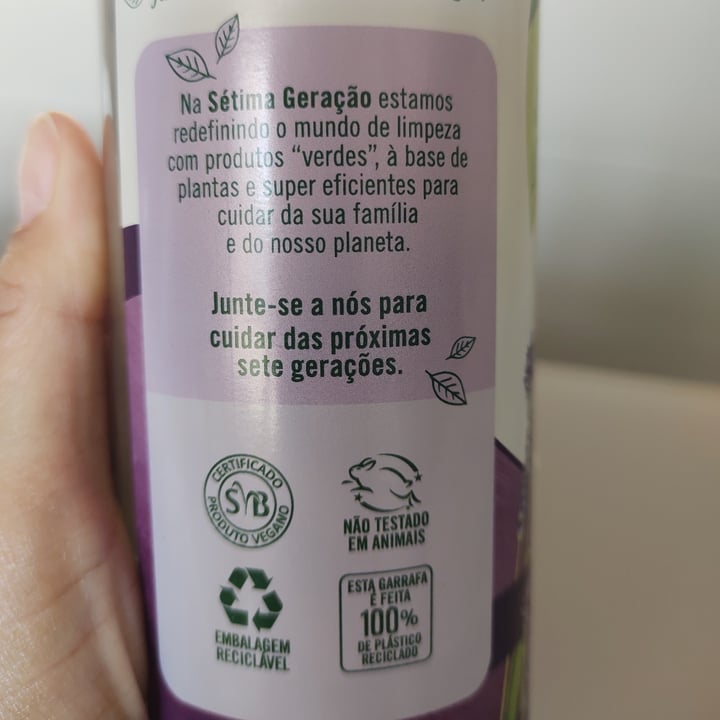 Na Sétima Geração estamos
redefinindo o mundo de limpeza
com produtos “verdes”, à base de
plantas e super eficientes para
cuidar da sua família
e do nosso planeta.
Junte-se a nós para
cuidar das próximas
sete gerações.
CERTIFICADO
SVB
PRODUTO VEGANO
NÃO TESTADO
EM ANIMAIS
EMBALAGEM
RECICLÁVEL
ESTA GARRAFA
É FEITA
100%
DE PLÁSTICO
RECICLADO